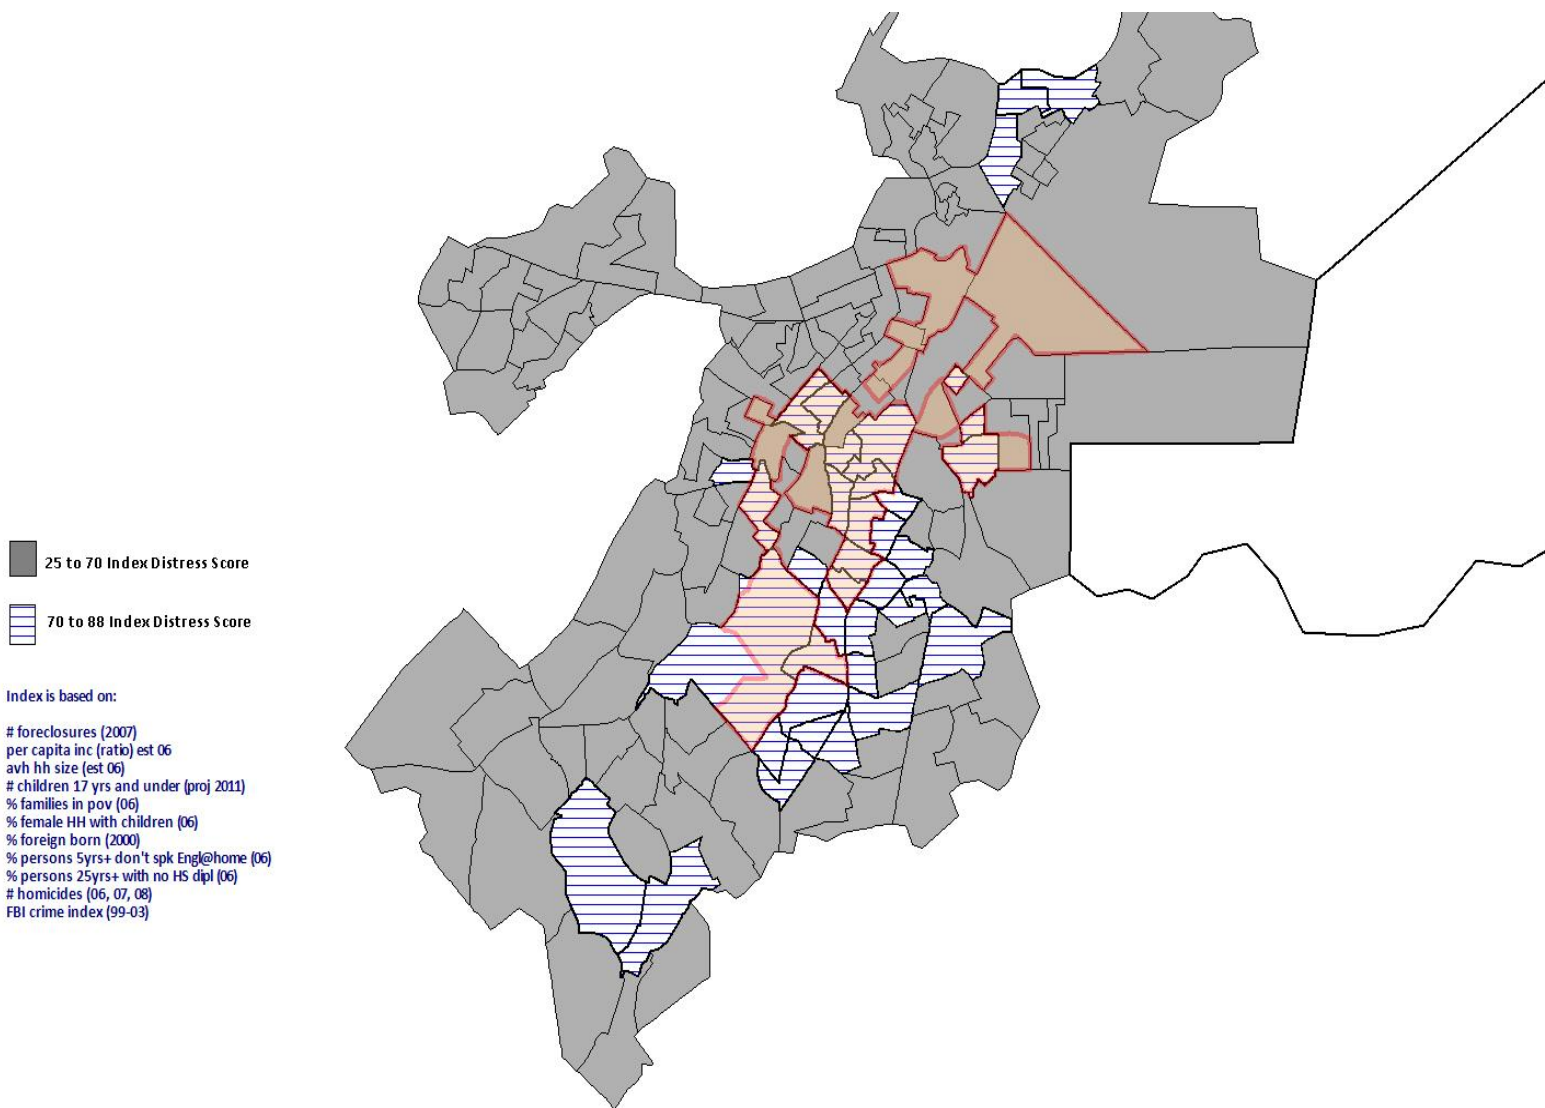 25 to 70 Index Distress Score
70 to 88 Index Distress Score
Index is based on:
# foreclosures (2007)
per capita inc (ratio) est 06
avh hh size (est 06)
# children 17 yrs and under (proj 2011)
% families in pov (06)
% female HH with children (06)
% foreign born (2000)
% persons 5yrs+ don't spk Engl@home (06)
% persons 25yrs+ with no HS dipl (06)
# homicides (06, 07, 08)
FBI crime index (99-03)